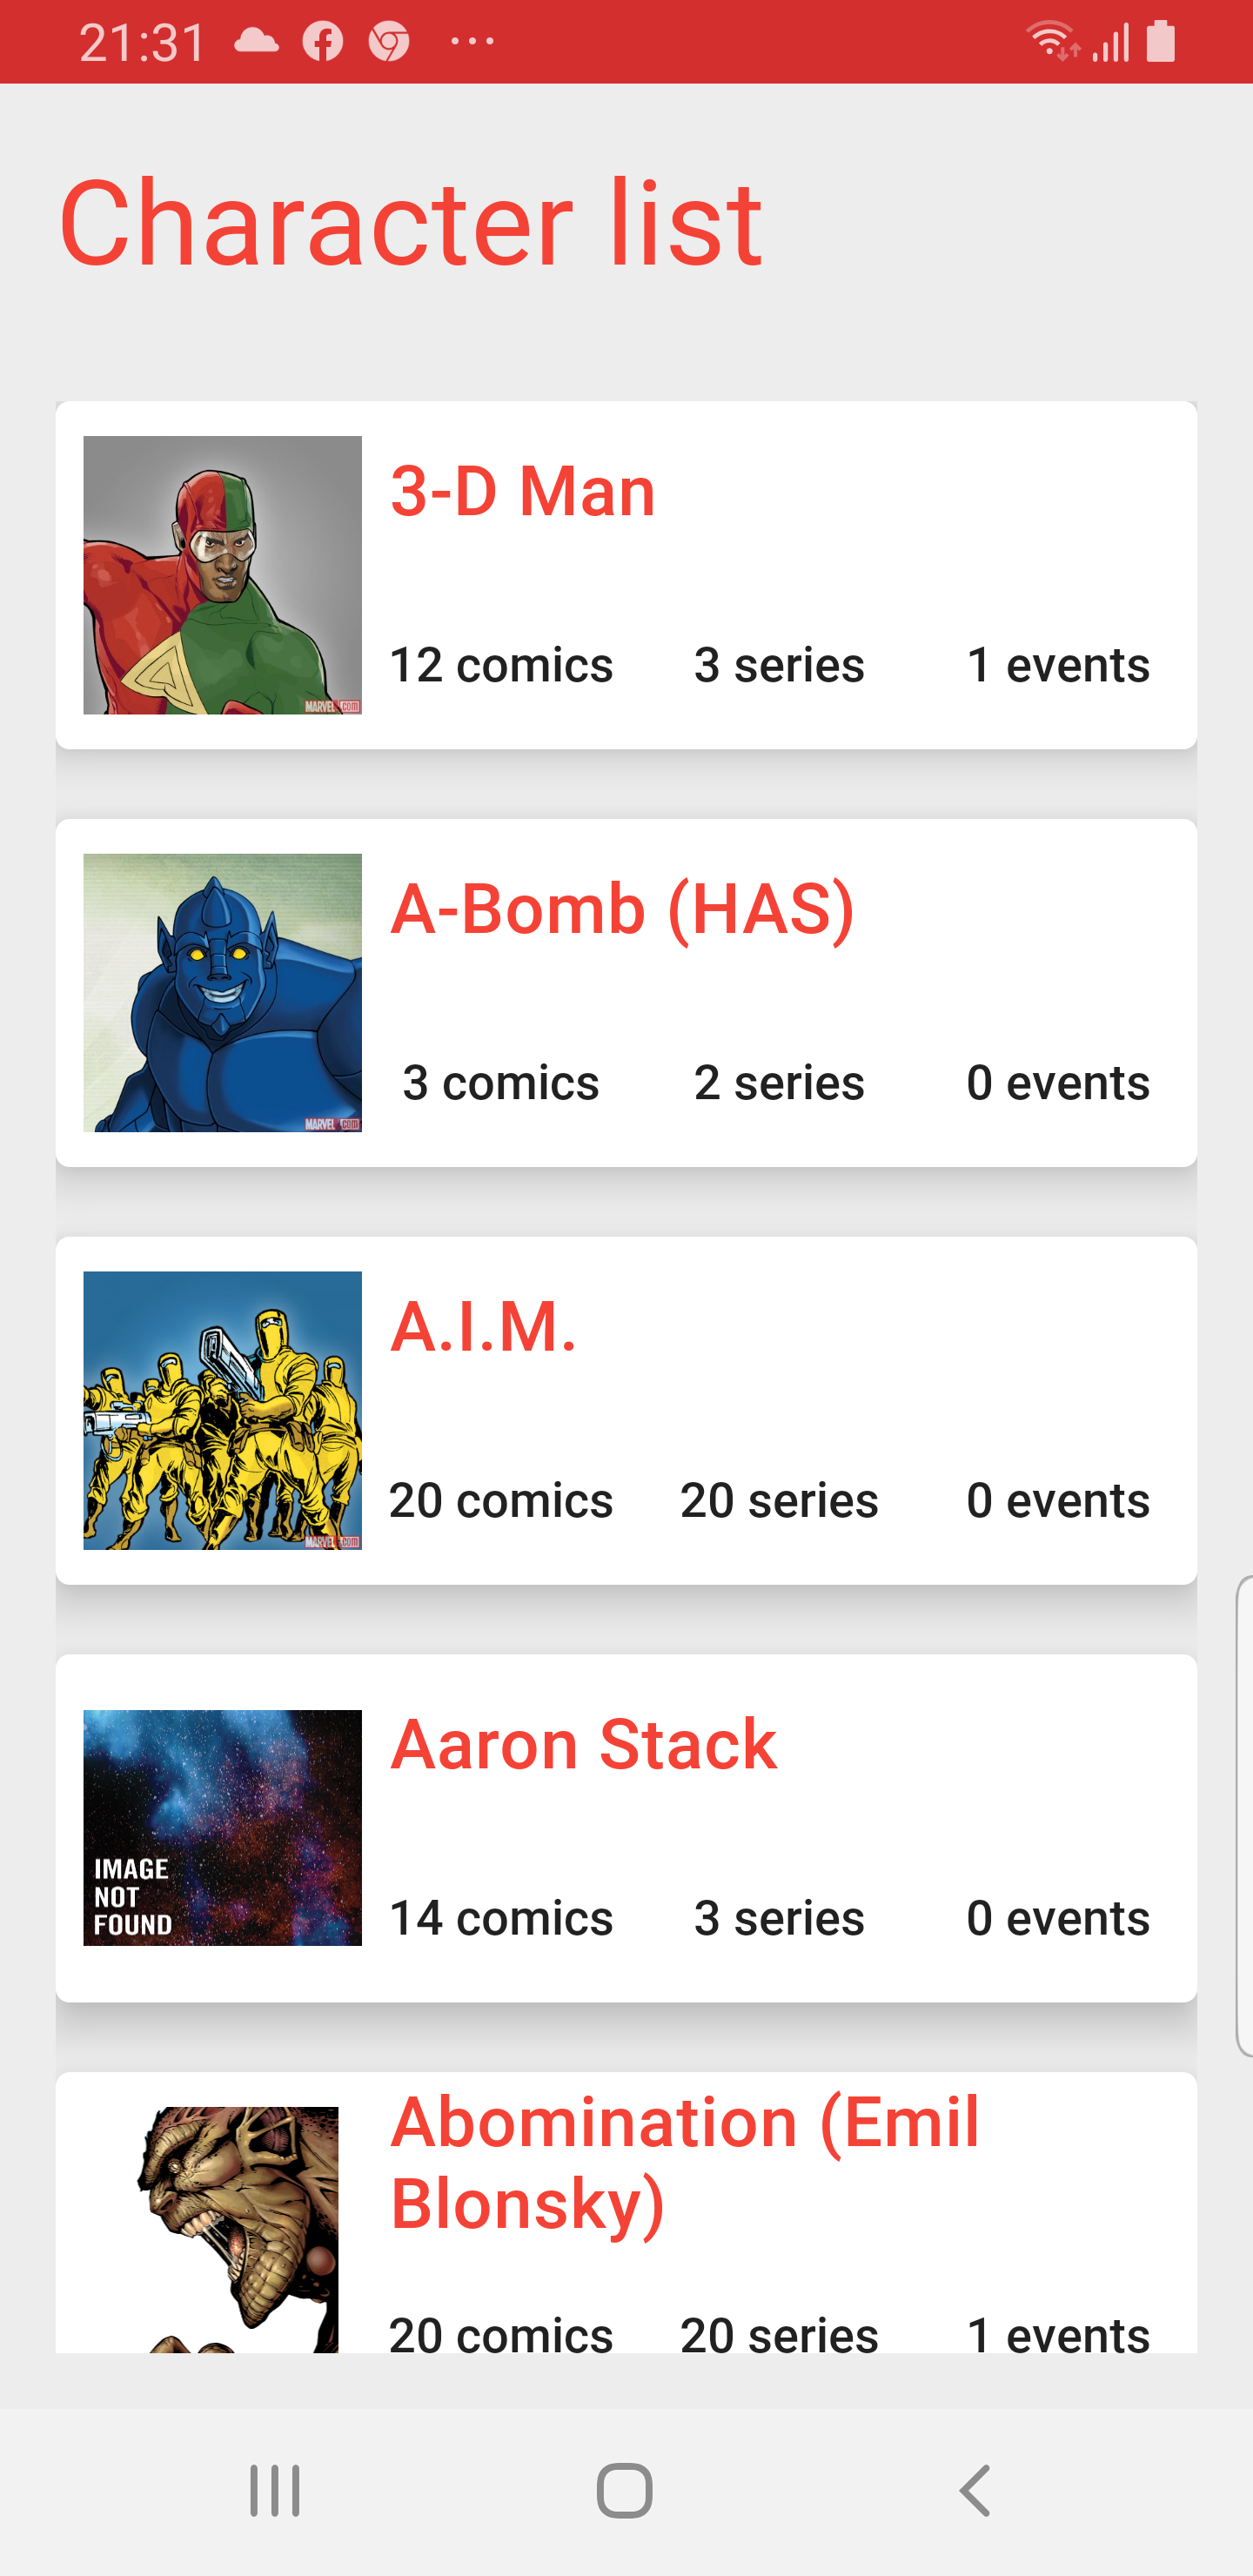 21:31
Character list
3-D Man
12 comics 3 series 1 events
MARVEL.com
A-Bomb (HAS)
3 comics 2 series 0 events
MARVEL.com
A.I.M.
20 comics 20 series 0 events
MARVEL.com
Aaron Stack
IMAGE
NOT
FOUND
14 comics 3 series 0 events
Abomination (Emil
Blonsky)
20 comics 20 series 1 events